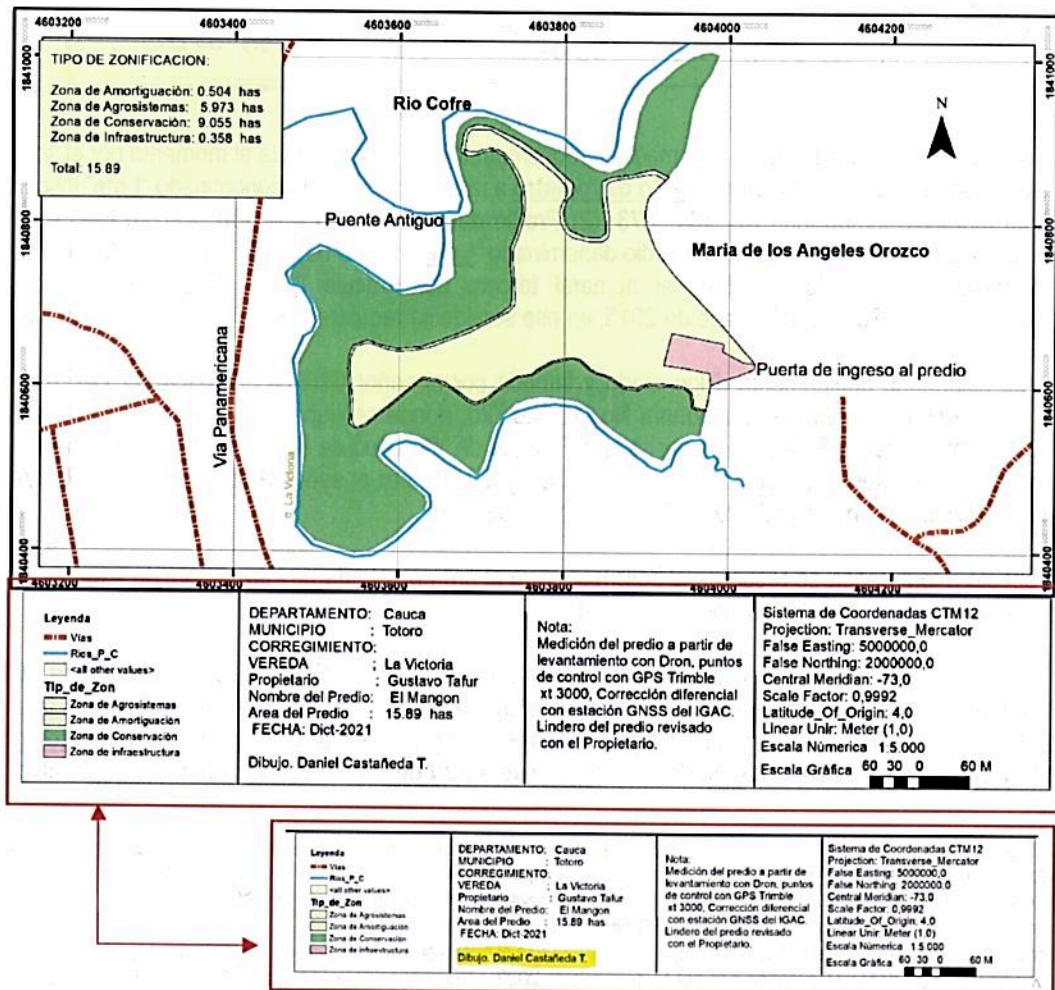 4603200 4603400 4603600 4603800 4604000 4604200
1841000
1841000
TIPO DE ZONIFICACION:
Zona de Amortiguación: 0.504 has
Zona de Agrosistemas: 5.973 has
Zona de Conservación: 9.055 has
Zona de Infraestructura: 0.358 has
Total: 15.89
Rio Cofre
N
1840800
Puente Antiguo
1840800
Maria de los Angeles Orozco
Via Panamericana
1840600
Puerta de ingreso al predio
1840600
La Victoria
1840400
1840400
4603200 4603400 4603600 4603800 4604000 4604200
Leyenda
Vias
Rios_P_C
<all other values>
Tip_de_Zon
Zona de Agrosistemas
Zona de Amortiguación
Zona de Conservación
Zona de infraestructura
DEPARTAMENTO: Cauca
MUNICIPIO : Totoro
CORREGIMIENTO:
VEREDA : La Victoria
Propietario : Gustavo Tafur
Nombre del Predio: El Mangon
Area del Predio : 15.89 has
FECHA: Dict-2021
Dibujo. Daniel Castañeda T.
Nota:
Medición del predio a partir de
levantamiento con Dron, puntos
de control con GPS Trimble
xt 3000, Corrección diferencial
con estación GNSS del IGAC.
Lindero del predio revisado
con el Propietario.
Sistema de Coordenadas CTM12
Projection: Transverse_Mercator
False Easting: 5000000,0
False Northing: 2000000,0
Central Meridian: -73,0
Scale Factor: 0,9992
Latitude_Of_Origin: 4,0
Linear Unir: Meter (1,0)
Escala Númerica 1:5.000
Escala Gráfica 60 30 0 60 M
Leyenda
Vias
Rios_P_C
<all other values>
Tip_de_Zon
Zona de Agrosistemas
Zona de Amortiguación
Zona de Conservación
Zona de infraestructura
DEPARTAMENTO: Cauca
MUNICIPIO : Totoro
CORREGIMIENTO:
VEREDA : La Victoria
Propietario : Gustavo Tafur
Nombre del Predio: El Mangon
Area del Predio : 15.89 has
FECHA: Dict-2021
Dibujo. Daniel Castañeda T.
Nota:
Medición del predio a partir de
levantamiento con Dron, puntos
de control con GPS Trimble
xt 3000, Corrección diferencial
con estación GNSS del IGAC.
Lindero del predio revisado
con el Propietario.
Sistema de Coordenadas CTM12
Projection: Transverse_Mercator
False Easting: 5000000,0
False Northing: 2000000,0
Central Meridian: -73,0
Scale Factor: 0,9992
Latitude_Of_Origin: 4,0
Linear Unir: Meter (1,0)
Escala Númerica 1:5.000
Escala Gráfica 60 30 0 60 M